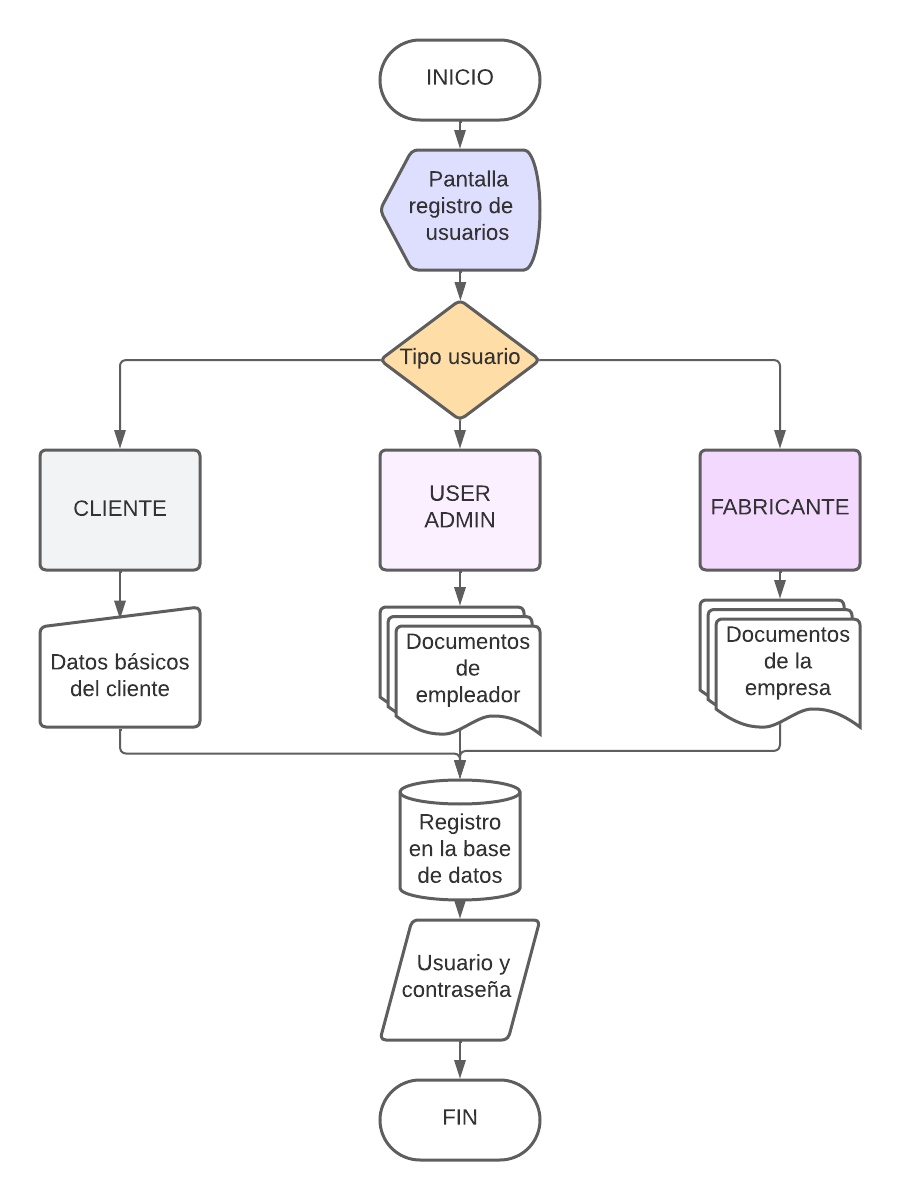 INICIO
Pantalla
registro de
usuarios
Tipo usuario
CLIENTE
USER
ADMIN
FABRICANTE
Datos básicos
del cliente
Documentos
de
empleador
Documentos
de la
empresa
Registro
en la base
de datos
Usuario y
contraseña
FIN